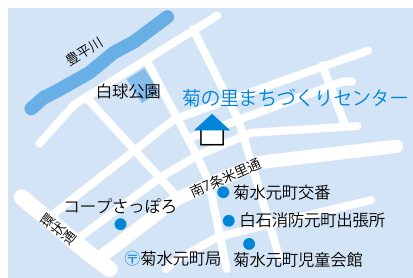 豊平川
白球公園
菊の里まちづくりセンター
南7条米里通
菊水元町交番
コープさっぽろ
環状通
白石消防元町出張所
〒菊水元町局
菊水元町児童会館